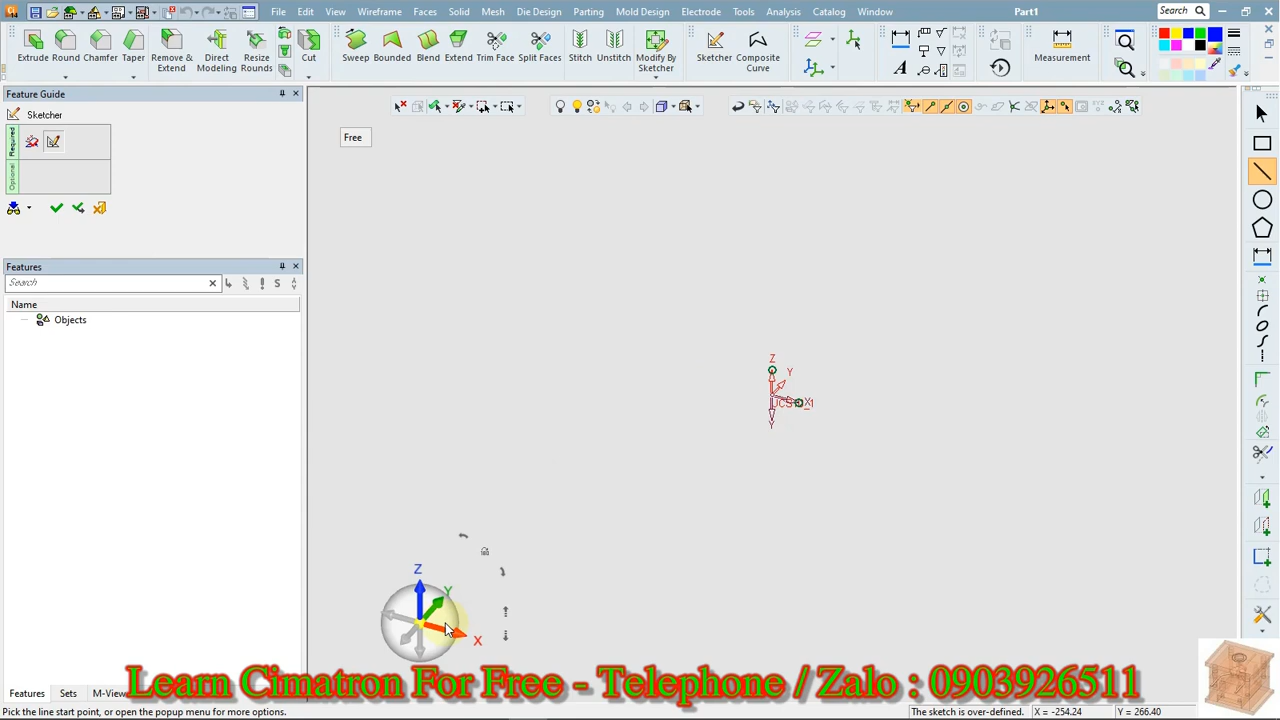 File Edit View Wireframe Faces Solid Mesh Die Design Parting Mold Design Electrode Tools Analysis Catalog Window Part1 Search
Extrude Round Chamfer Taper Remove & Extend Direct Modeling Resize Rounds Cut Sweep Bounded Blend Extend Trim Faces Split Faces Stitch Unstitch Modify By Sketcher Sketcher Composite Curve Measurement
Feature Guide
Sketcher
Required
Optional
Free
Features
Search
Name
Objects
Z
Y
X
Y
Z
Y
X
Features Sets M-View
Learn Cimatron For Free - Telephone / Zalo : 0903926511
Pick the line start point, or open the popup menu for more options. The sketch is over-defined. X = -254.24 Y = 266.40